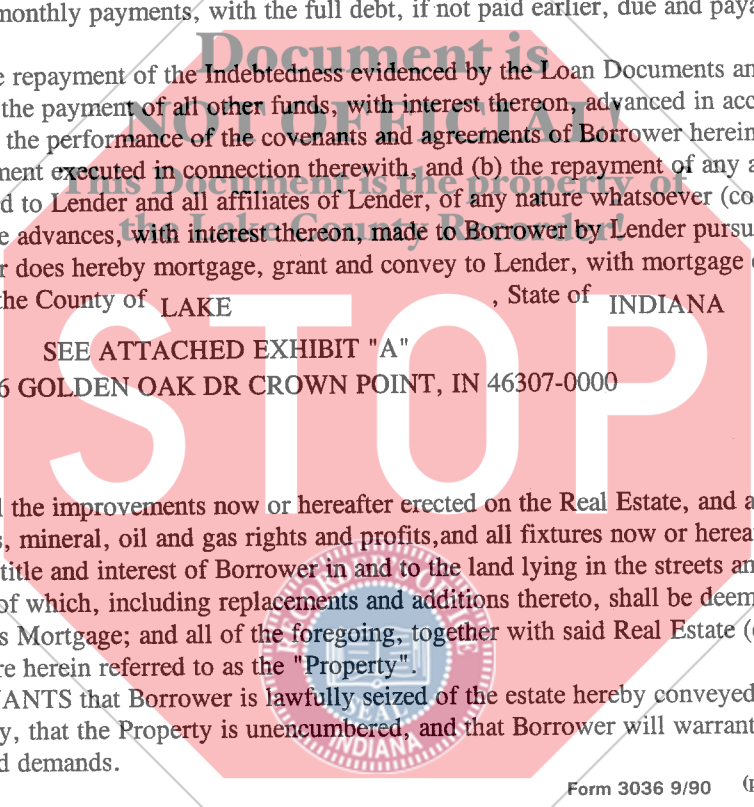 monthly payments, with the full debt, if not paid earlier, due and paya
Document is
e repayment of the Indebtedness evidenced by the Loan Documents an
the payment of all other funds, with interest thereon, advanced in acc
NOT OFFICIAL!
the performance of the covenants and agreements of Borrower herein
ment executed in connection therewith, and (b) the repayment of any a
This Document is the property of
d to Lender and all affiliates of Lender, of any nature whatsoever (co
the Lake County Recorder!
e advances, with interest thereon, made to Borrower by Lender pursu
r does hereby mortgage, grant and convey to Lender, with mortgage c
the County of LAKE , State of INDIANA
SEE ATTACHED EXHIBIT "A"
6 GOLDEN OAK DR CROWN POINT, IN 46307-0000
STOP
l the improvements now or hereafter erected on the Real Estate, and a
s, mineral, oil and gas rights and profits,and all fixtures now or herea
title and interest of Borrower in and to the land lying in the streets an
of which, including replacements and additions thereto, shall be deem
s Mortgage; and all of the foregoing, together with said Real Estate (
re herein referred to as the "Property".
SEAL
NANTS that Borrower is lawfully seized of the estate hereby conveyed
y, that the Property is unencumbered, and that Borrower will warrant
INDIANA
d demands.
Form 3036 9/90